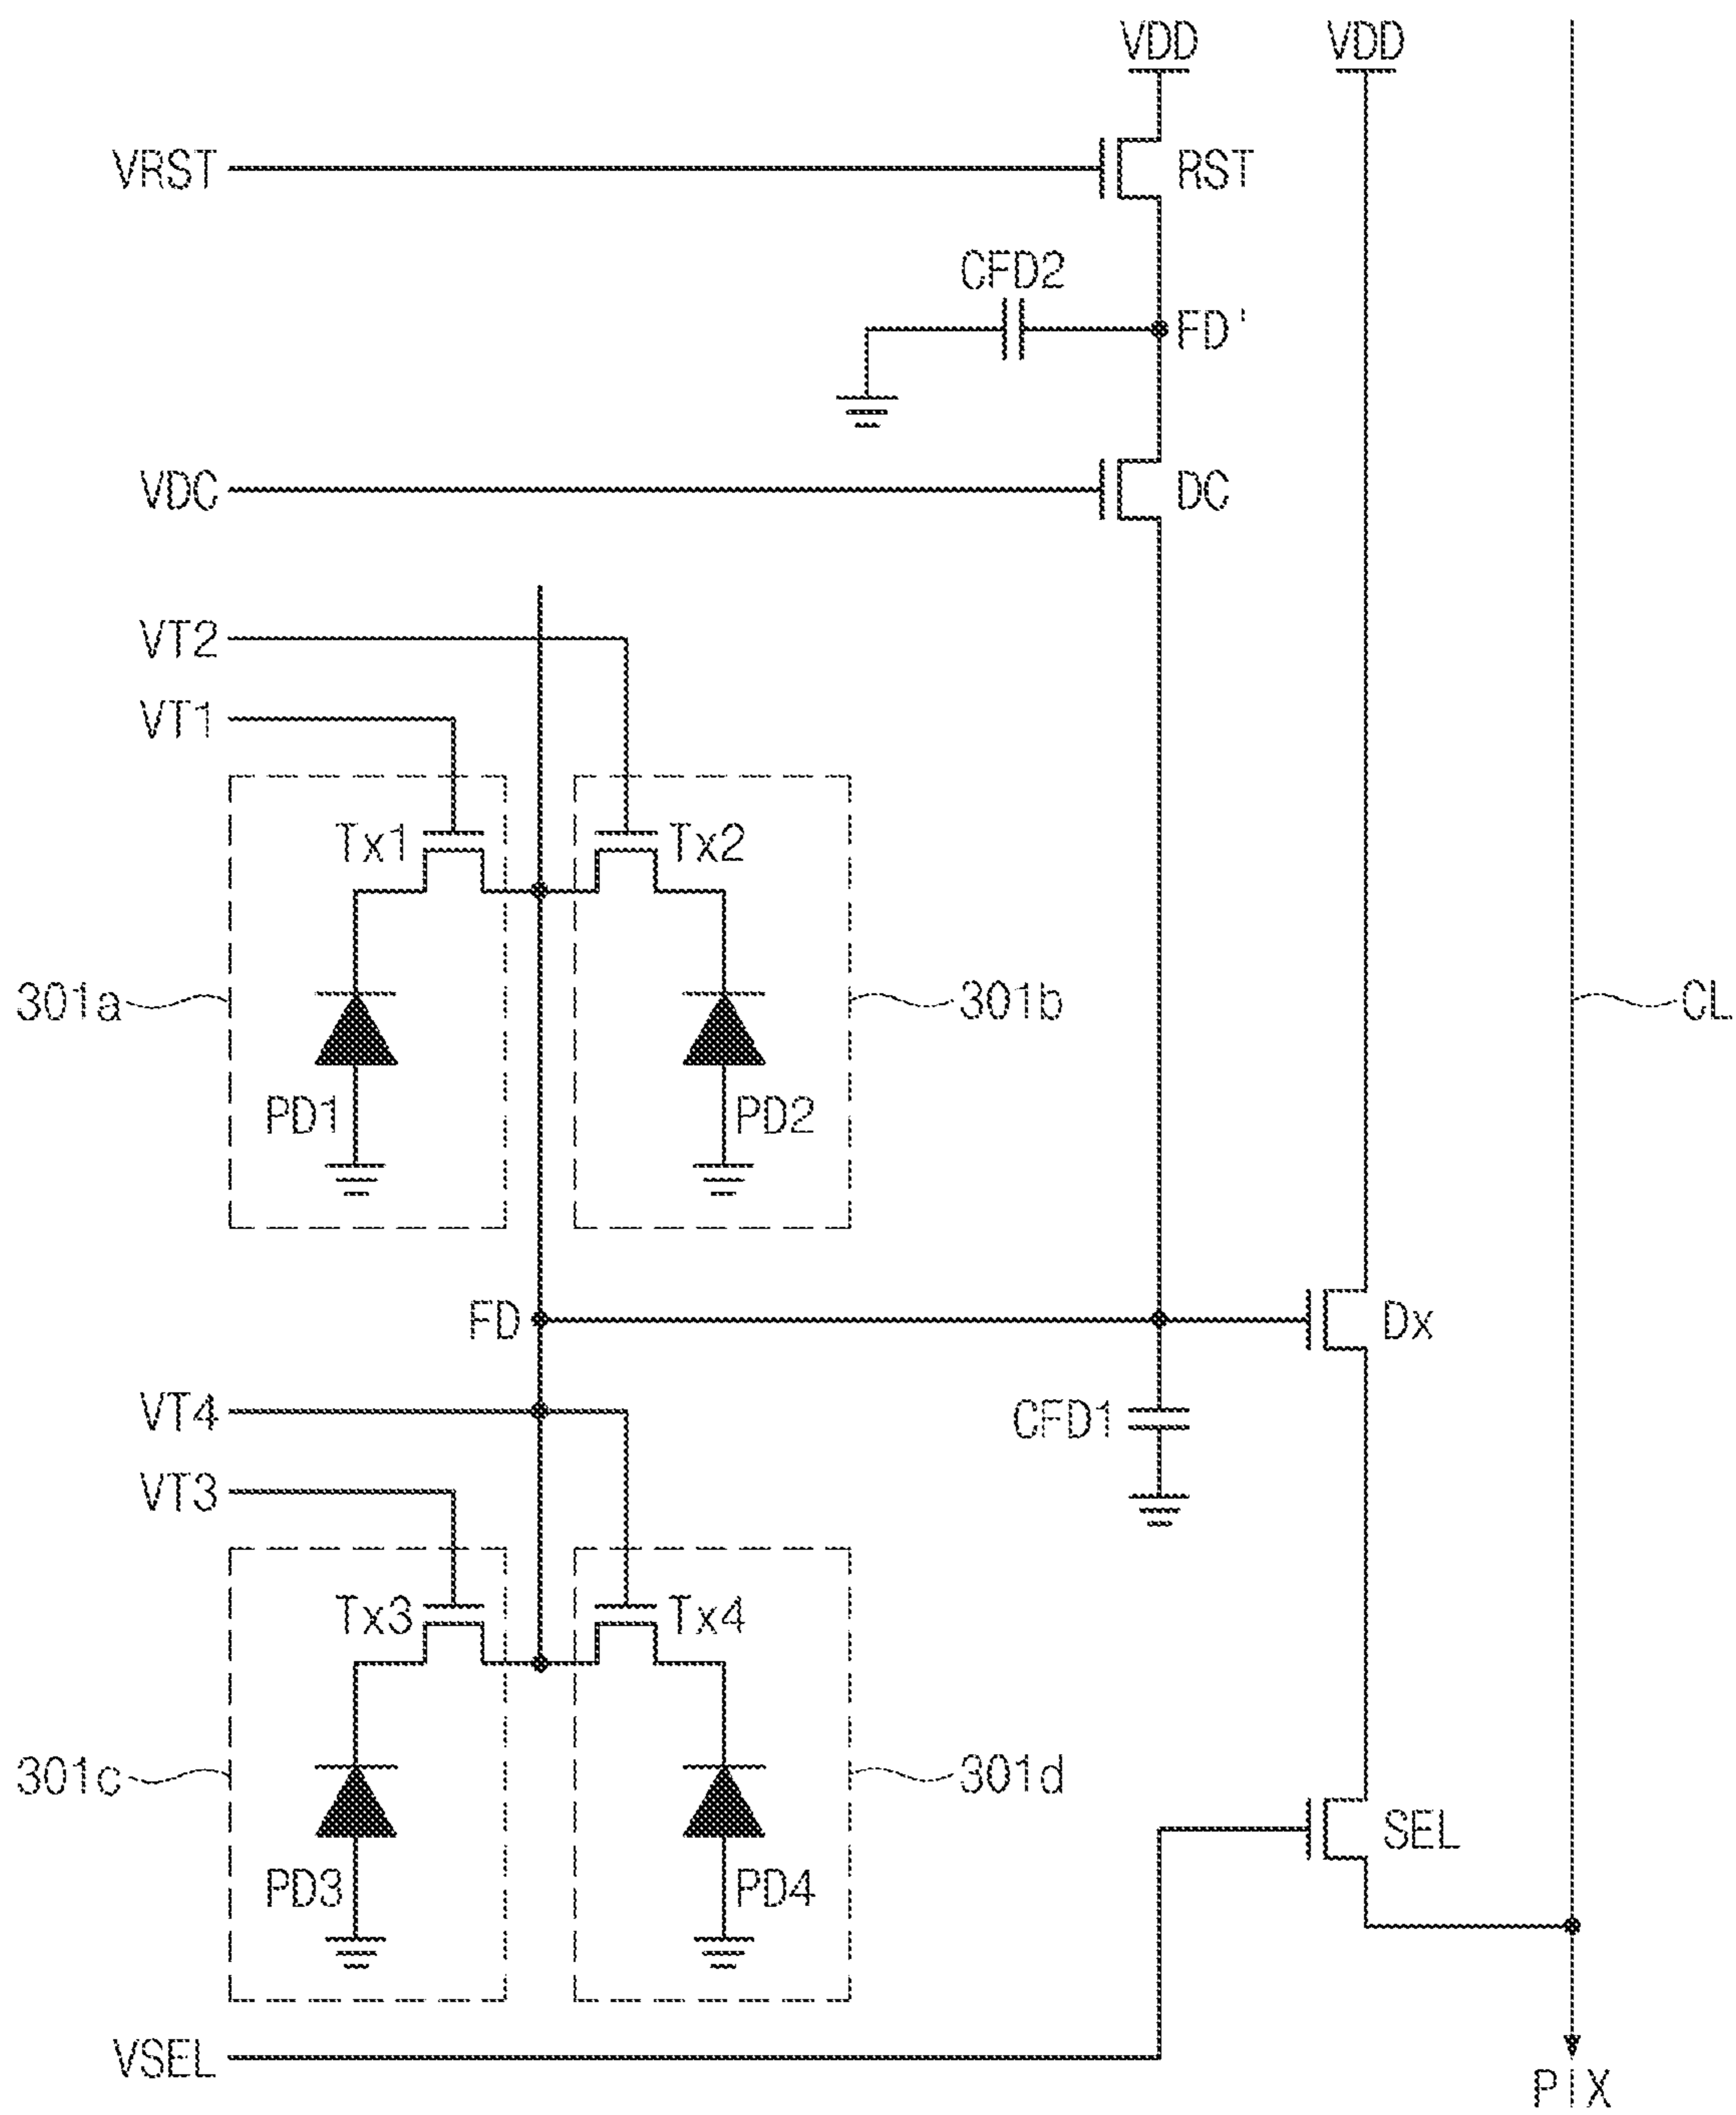 VDD VDD
VRST RST
CFD2
FD'
VDC DC
VT2
VT1
Tx1 Tx2
301a 301b CL
PD1 PD2
FD Dx
VT4 CFD1
VT3
Tx3 Tx4
301c 301d
SEL
PD3 PD4
VSEL
PIX